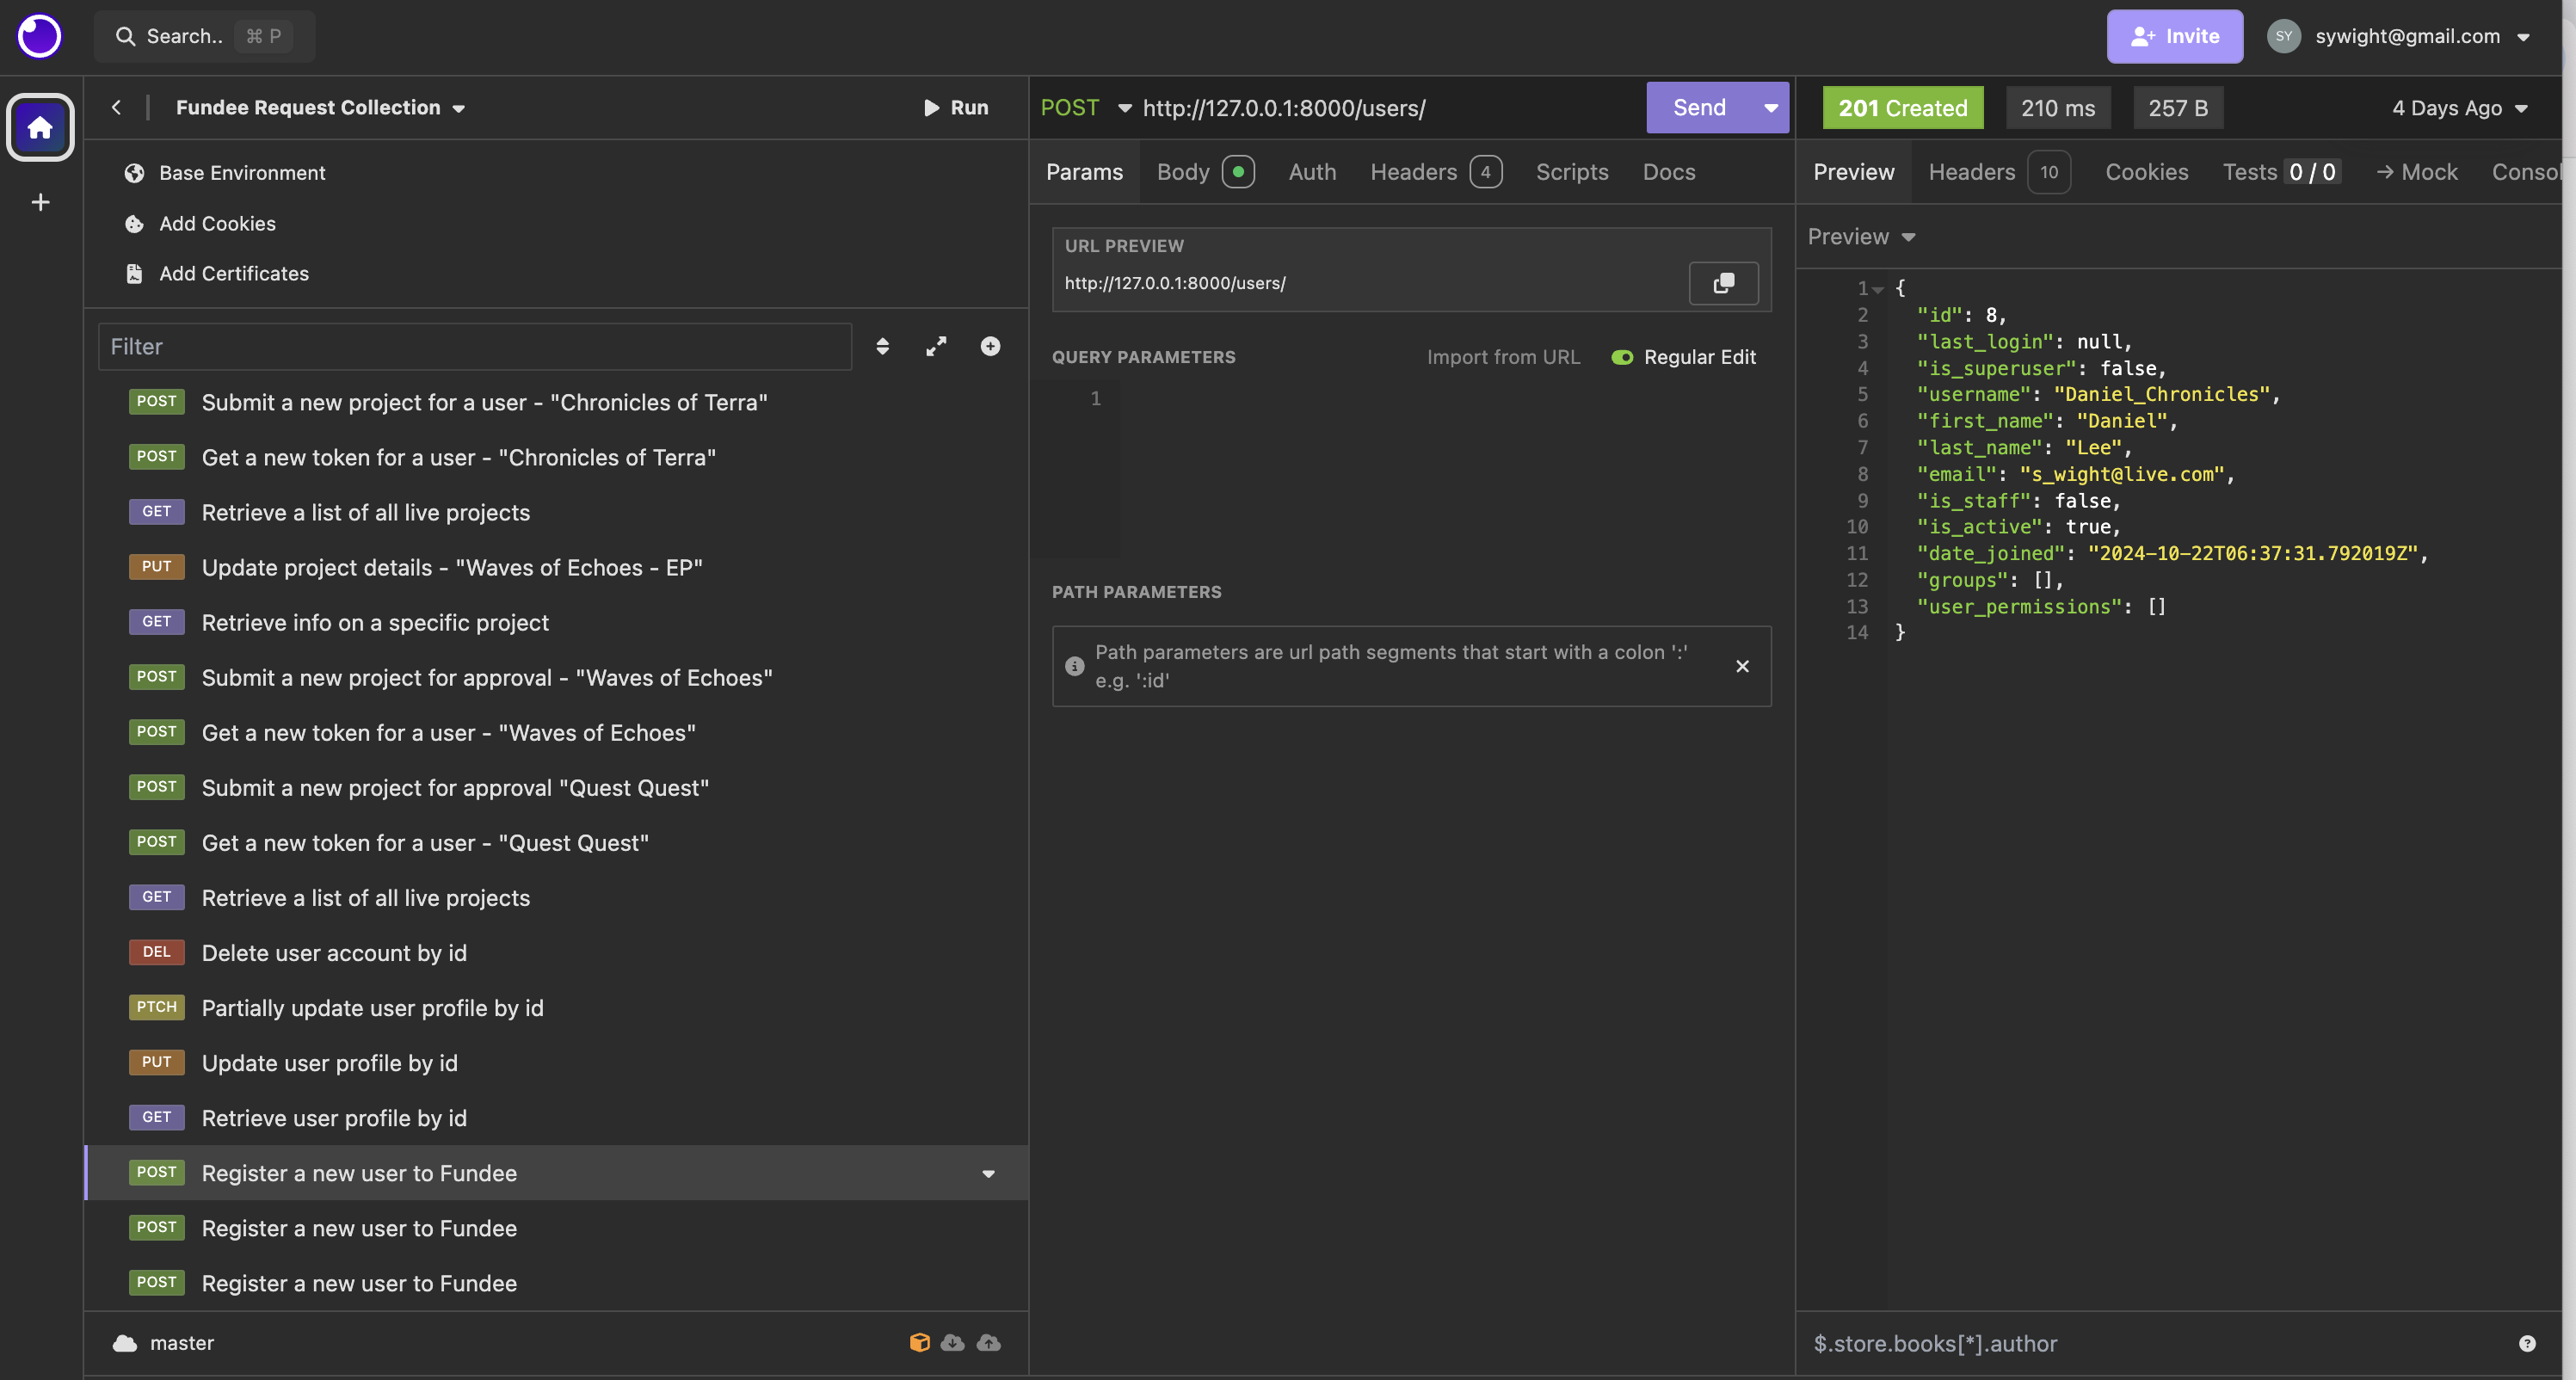 Search.. ⌘ P
Invite
SY sywight@gmail.com
Fundee Request Collection
Run
Base Environment
Add Cookies
Add Certificates
Filter
POST Submit a new project for a user - "Chronicles of Terra"
POST Get a new token for a user - "Chronicles of Terra"
GET Retrieve a list of all live projects
PUT Update project details - "Waves of Echoes - EP"
GET Retrieve info on a specific project
POST Submit a new project for approval - "Waves of Echoes"
POST Get a new token for a user - "Waves of Echoes"
POST Submit a new project for approval "Quest Quest"
POST Get a new token for a user - "Quest Quest"
GET Retrieve a list of all live projects
DEL Delete user account by id
PTCH Partially update user profile by id
PUT Update user profile by id
GET Retrieve user profile by id
POST Register a new user to Fundee
POST Register a new user to Fundee
POST Register a new user to Fundee
master
POST http://127.0.0.1:8000/users/ Send
Params Body Auth Headers 4 Scripts Docs
URL PREVIEW
http://127.0.0.1:8000/users/
QUERY PARAMETERS Import from URL Regular Edit
1
PATH PARAMETERS
Path parameters are url path segments that start with a colon ':'
e.g. ':id'
201 Created 210 ms 257 B 4 Days Ago
Preview Headers 10 Cookies Tests 0 / 0 → Mock Consol
Preview
1 {
2 "id": 8,
3 "last_login": null,
4 "is_superuser": false,
5 "username": "Daniel_Chronicles",
6 "first_name": "Daniel",
7 "last_name": "Lee",
8 "email": "s_wight@live.com",
9 "is_staff": false,
10 "is_active": true,
11 "date_joined": "2024-10-22T06:37:31.792019Z",
12 "groups": [],
13 "user_permissions": []
14 }
$.store.books[*].author